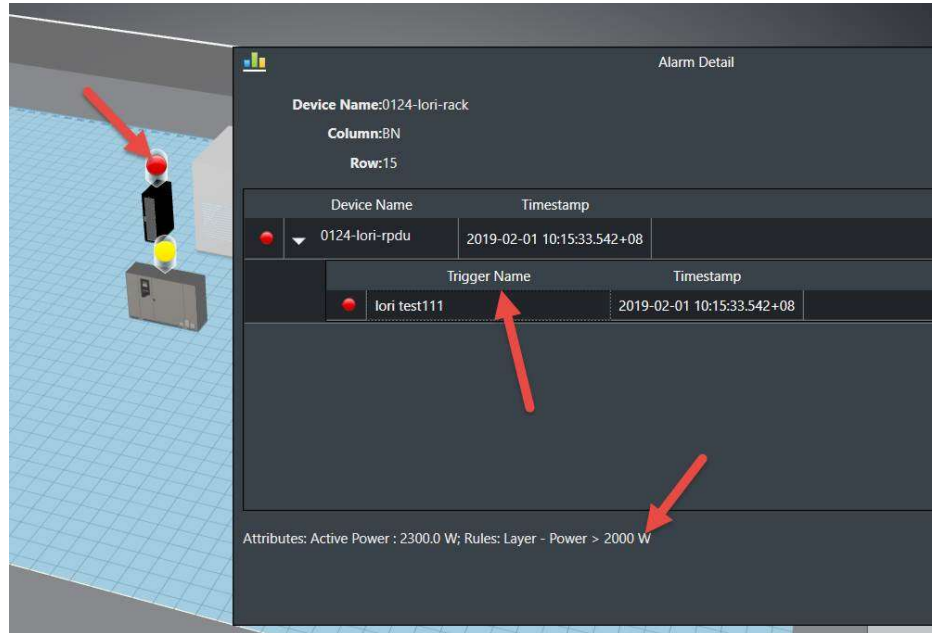 Alarm Detail
Device Name:0124-lori-rack
Column:BN
Row:15
Device Name Timestamp
0124-lori-rpdu 2019-02-01 10:15:33.542+08
Trigger Name Timestamp
lori test111 2019-02-01 10:15:33.542+08
Attributes: Active Power : 2300.0 W; Rules: Layer - Power > 2000 W